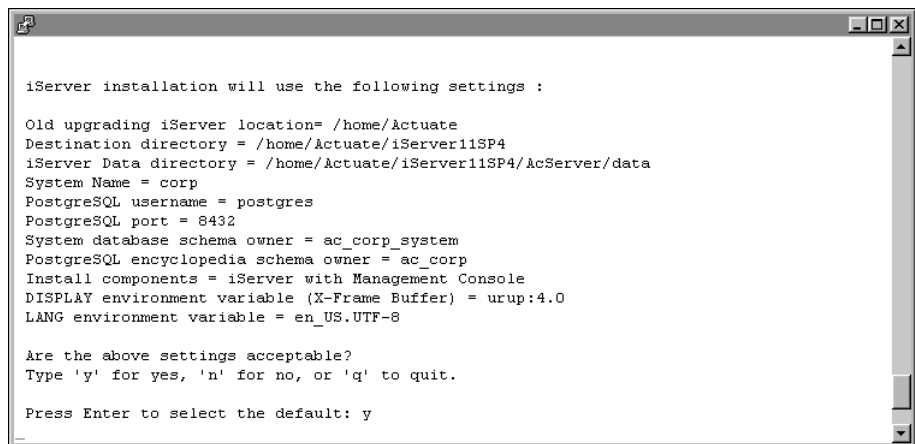 iServer installation will use the following settings :
Old upgrading iServer location= /home/Actuate
Destination directory = /home/Actuate/iServer11SP4
iServer Data directory = /home/Actuate/iServer11SP4/AcServer/data
System Name = corp
PostgreSQL username = postgres
PostgreSQL port = 8432
System database schema owner = ac_corp_system
PostgreSQL encyclopedia schema owner = ac_corp
Install components = iServer with Management Console
DISPLAY environment variable (X-Frame Buffer) = urup:4.0
LANG environment variable = en_US.UTF-8
Are the above settings acceptable?
Type 'y' for yes, 'n' for no, or 'q' to quit.
Press Enter to select the default: y